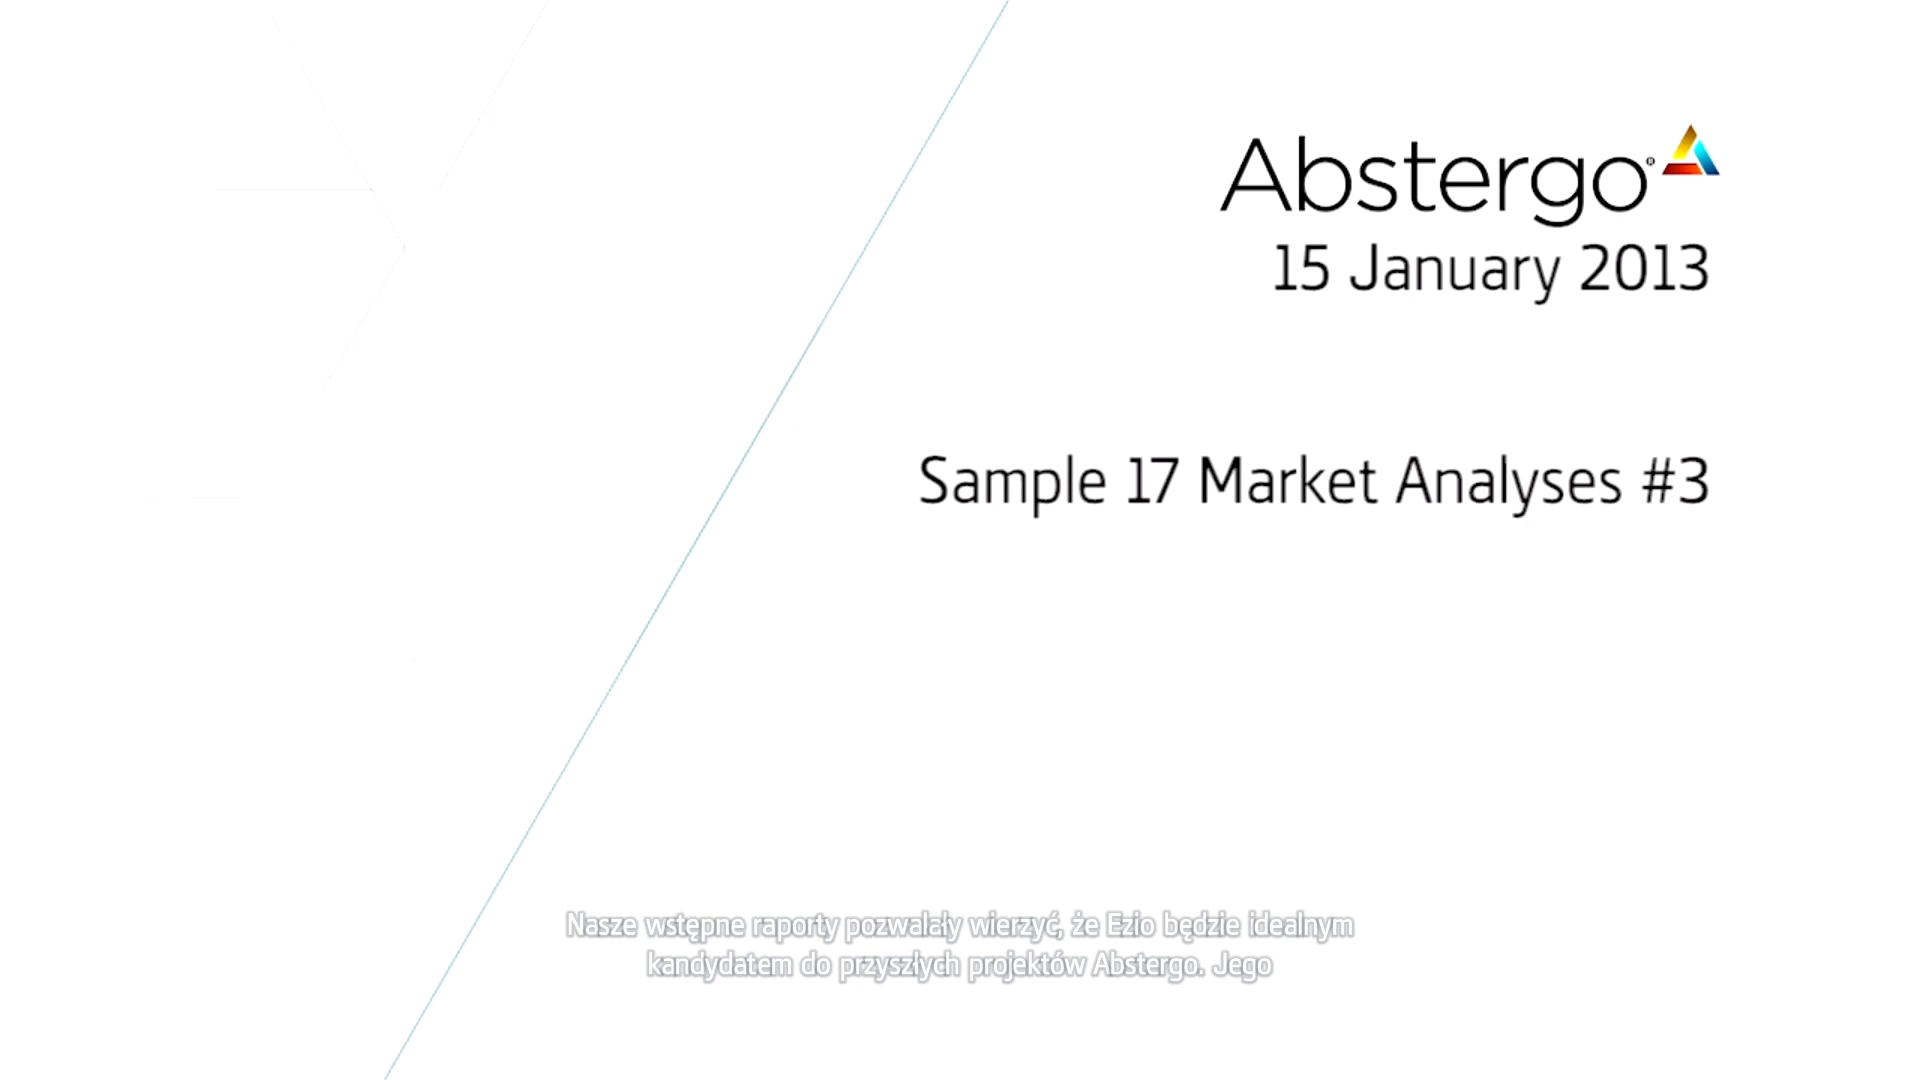 Abstergo®
15 January 2013
Sample 17 Market Analyses #3
Nasze wstępne raporty pozwalały wierzyć, że Ezio będzie idealnym
kandydatem do przyszłych projektów Abstergo. Jego